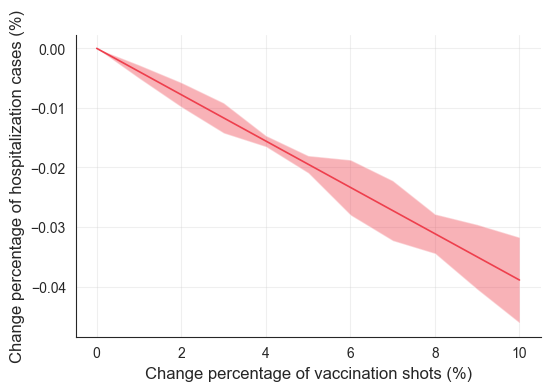 Change percentage of hospitalization cases (%)
0.00
−0.01
−0.02
−0.03
−0.04
0 2 4 6 8 10
Change percentage of vaccination shots (%)